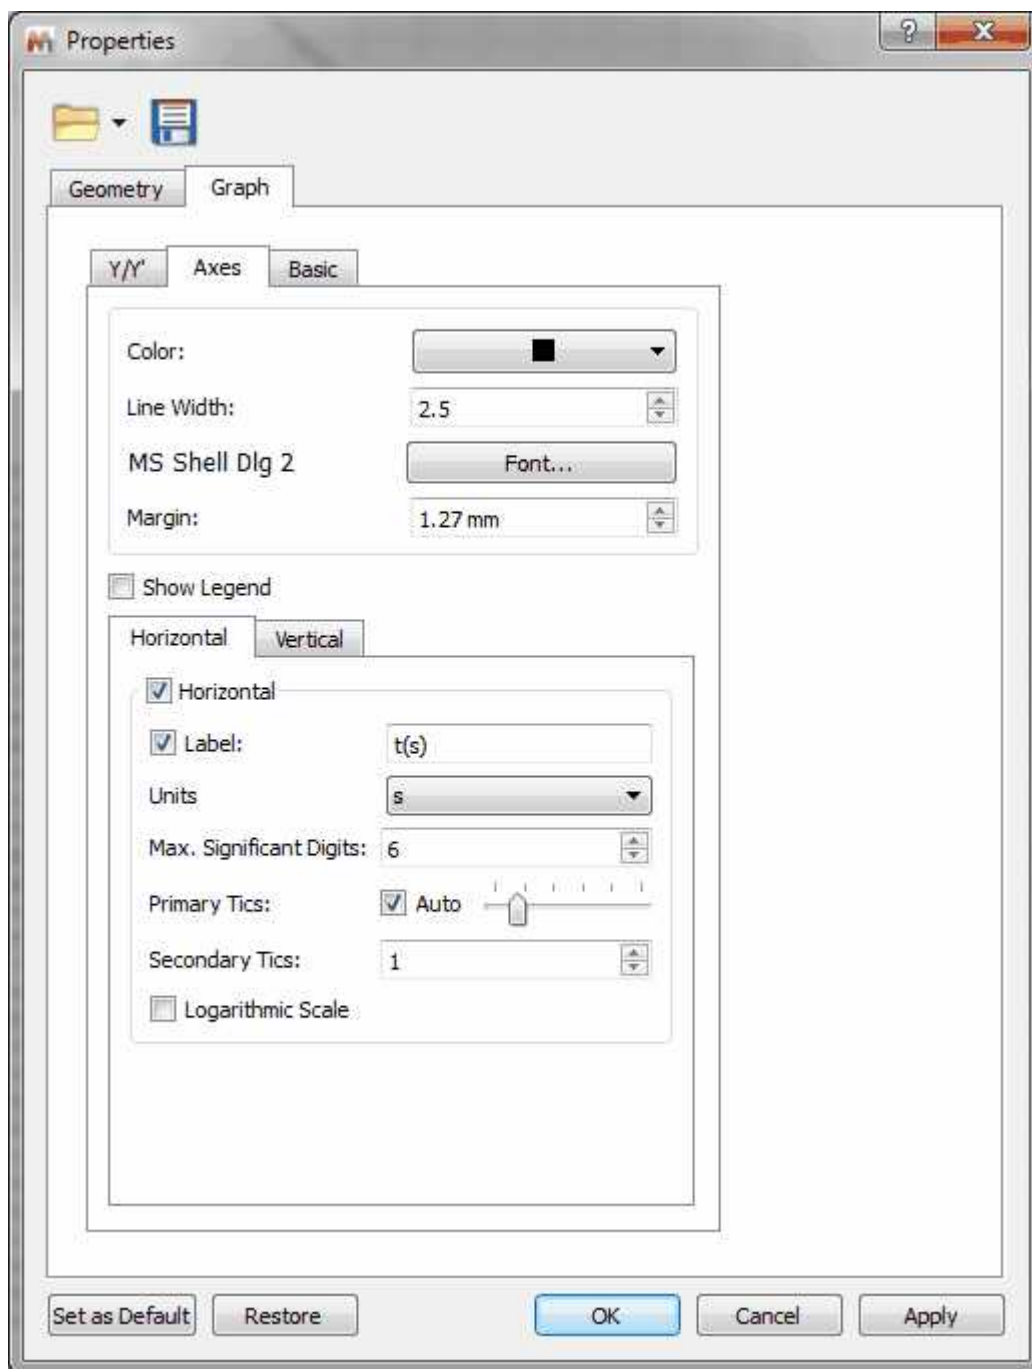 Properties
Geometry Graph
Y/Y' Axes Basic
Color:
Line Width: 2.5
MS Shell Dlg 2 Font...
Margin: 1.27 mm
Show Legend
Horizontal Vertical
Horizontal
Label: t(s)
Units s
Max. Significant Digits: 6
Primary Tics: Auto
Secondary Tics: 1
Logarithmic Scale
Set as Default Restore OK Cancel Apply